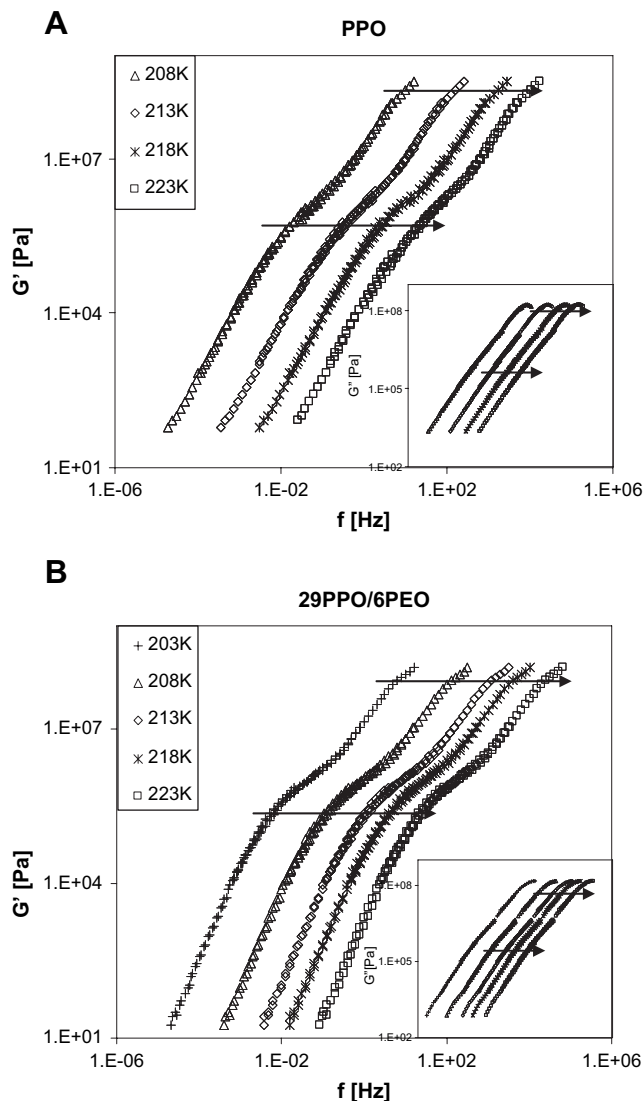 A
PPO
208K
213K
218K
223K
1.E+07
1.E+04
1.E+01
G' [Pa]
1.E-06
1.E-02
1.E+02
1.E+06
f [Hz]
1.E+08
1.E+05
1.E+02
G" [Pa]
B
29PPO/6PEO
203K
208K
213K
218K
223K
1.E+07
1.E+04
1.E+01
G' [Pa]
1.E-06
1.E-02
1.E+02
1.E+06
f [Hz]
1.E+08
1.E+05
1.E+02
G"[Pa]